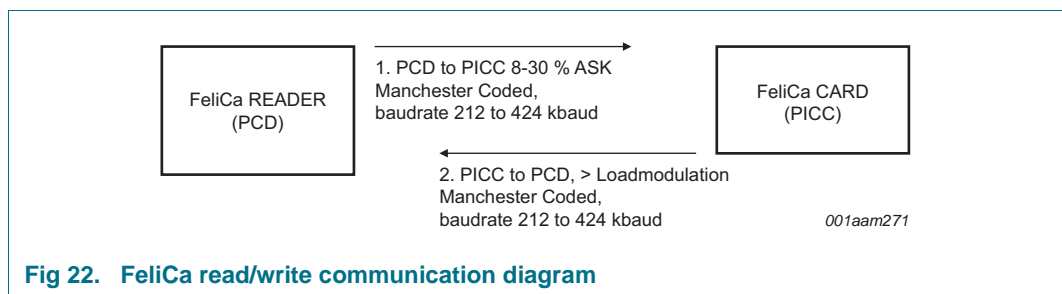 FeliCa READER
(PCD)
1. PCD to PICC 8-30 % ASK
Manchester Coded,
baudrate 212 to 424 kbaud
FeliCa CARD
(PICC)
2. PICC to PCD, > Loadmodulation
Manchester Coded,
baudrate 212 to 424 kbaud
001aam271
Fig 22. FeliCa read/write communication diagram